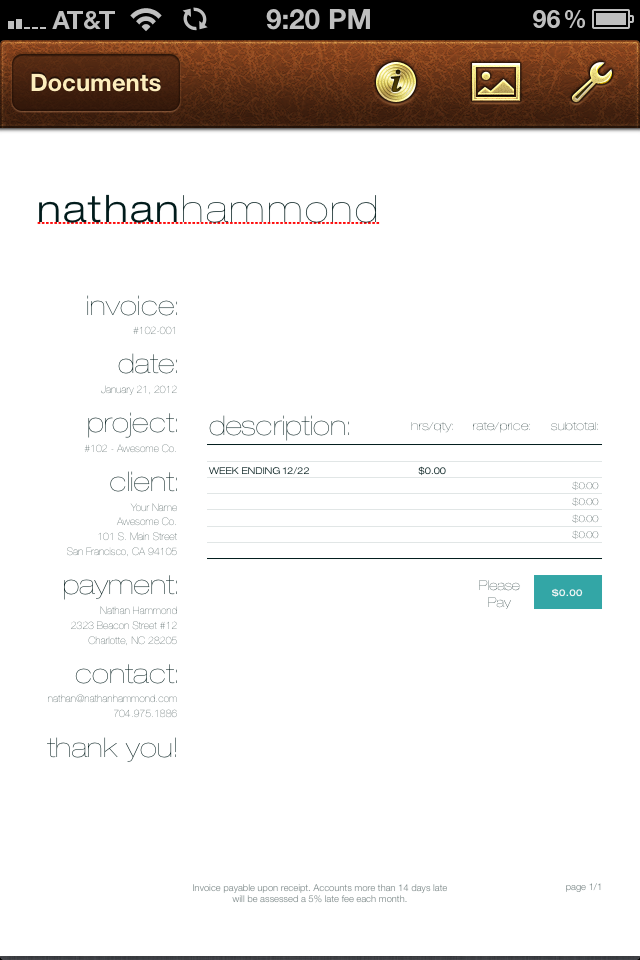 AT&T 9:20 PM 96%
Documents
nathanhammond
invoice:
#102-001
date:
January 21, 2012
project:
#102 - Awesome Co.
client:
Your Name
Awesome Co.
101 S. Main Street
San Francisco, CA 94105
payment:
Nathan Hammond
2323 Beacon Street #12
Charlotte, NC 28205
contact:
nathan@nathanhammond.com
704.975.1886
thank you!
description: hrs/qty: rate/price: subtotal:
WEEK ENDING 12/22 $0.00
$0.00
$0.00
$0.00
$0.00
Please
Pay
$0.00
Invoice payable upon receipt. Accounts more than 14 days late
will be assessed a 5% late fee each month.
page 1/1